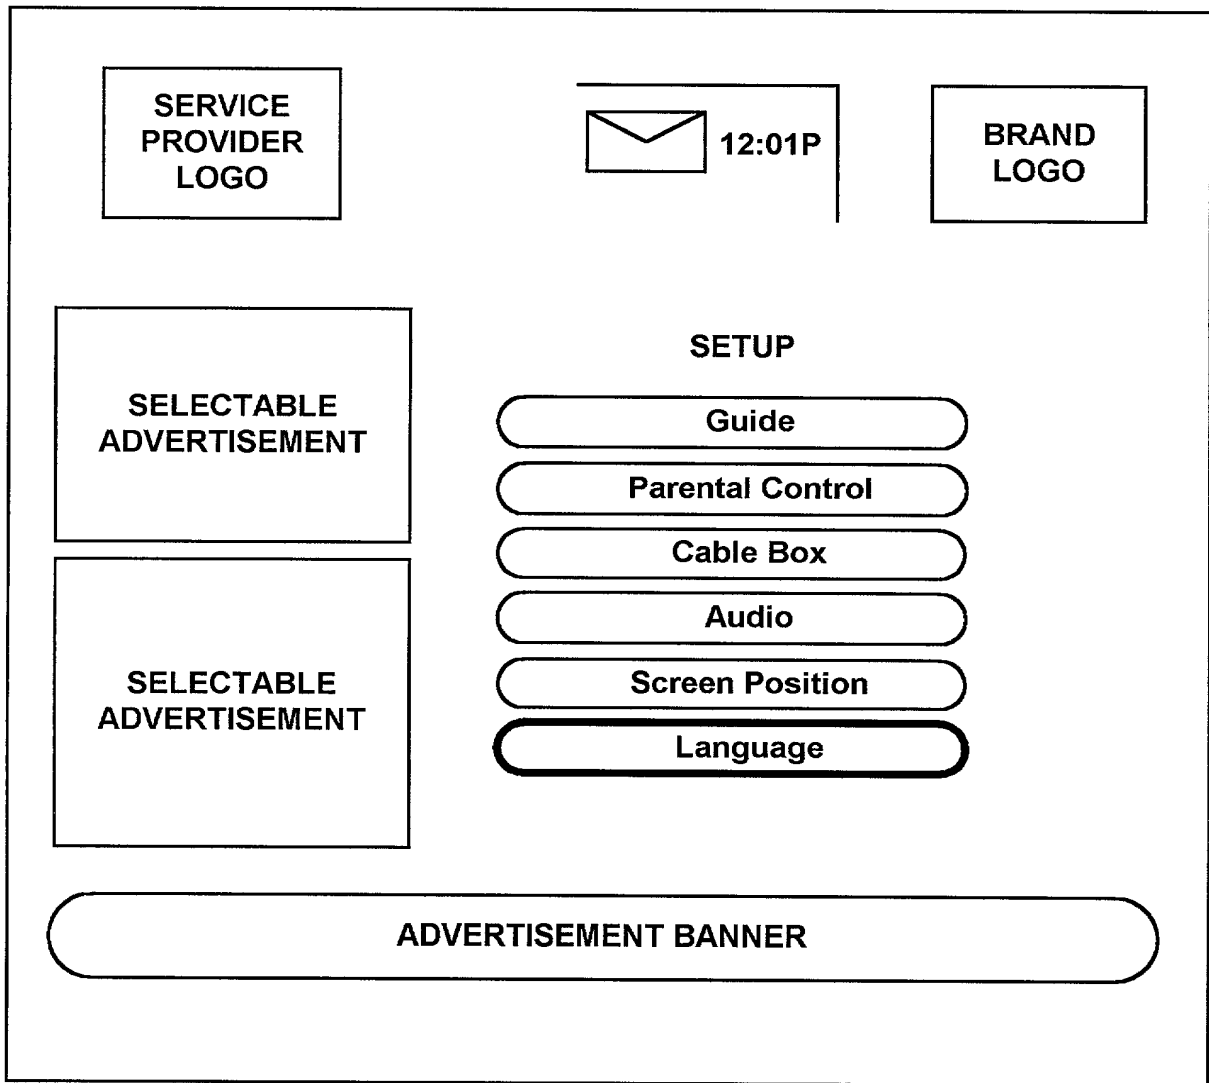 SERVICE
PROVIDER
LOGO
12:01P
BRAND
LOGO
SELECTABLE
ADVERTISEMENT
SELECTABLE
ADVERTISEMENT
SETUP
Guide
Parental Control
Cable Box
Audio
Screen Position
Language
ADVERTISEMENT BANNER